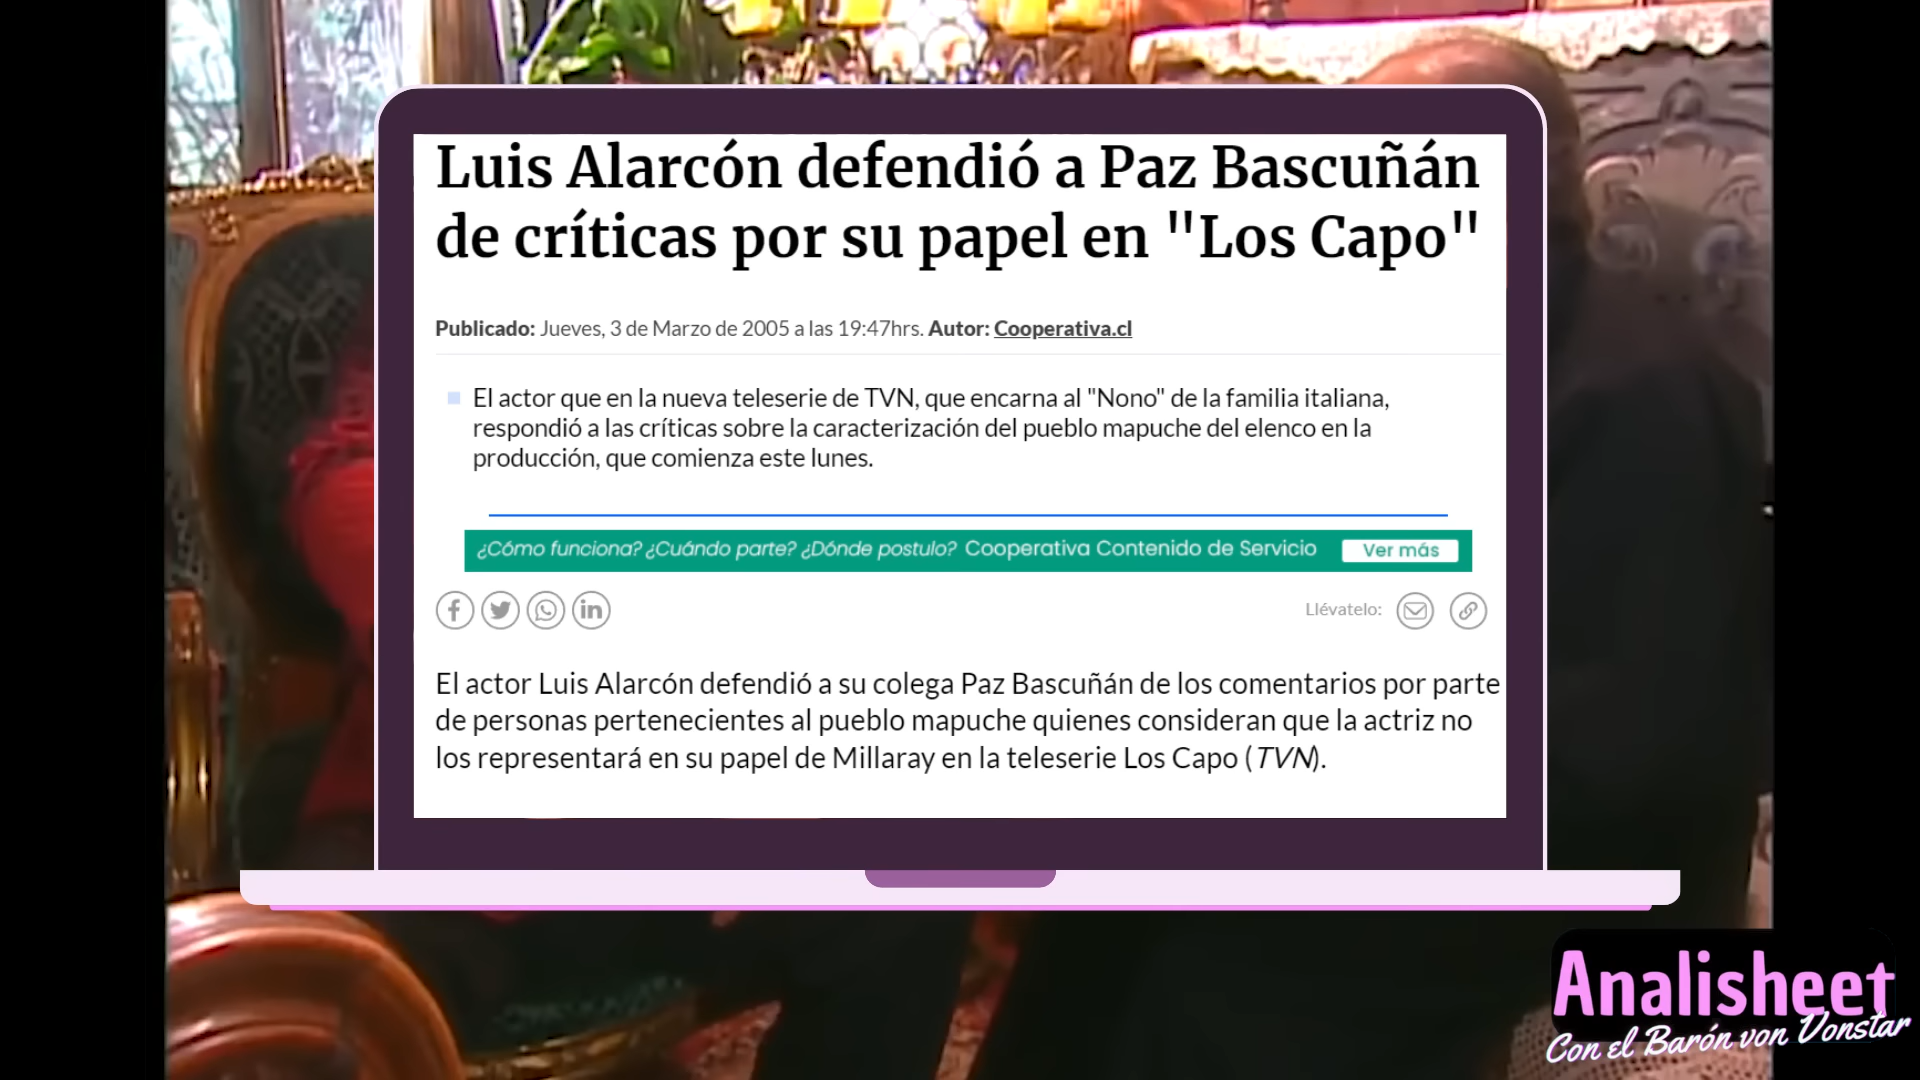 Luis Alarcón defendió a Paz Bascuñán
de críticas por su papel en "Los Capo"
Publicado: Jueves, 3 de Marzo de 2005 a las 19:47hrs. Autor: Cooperativa.cl
El actor que en la nueva teleserie de TVN, que encarna al "Nono" de la familia italiana,
respondió a las críticas sobre la caracterización del pueblo mapuche del elenco en la
producción, que comienza este lunes.
¿Cómo funciona? ¿Cuándo parte? ¿Dónde postulo? Cooperativa Contenido de Servicio Ver más
Llévatelo:
El actor Luis Alarcón defendió a su colega Paz Bascuñán de los comentarios por parte
de personas pertenecientes al pueblo mapuche quienes consideran que la actriz no
los representará en su papel de Millaray en la teleserie Los Capo (TVN).
Analisheet
Con el Barón von Vonstar